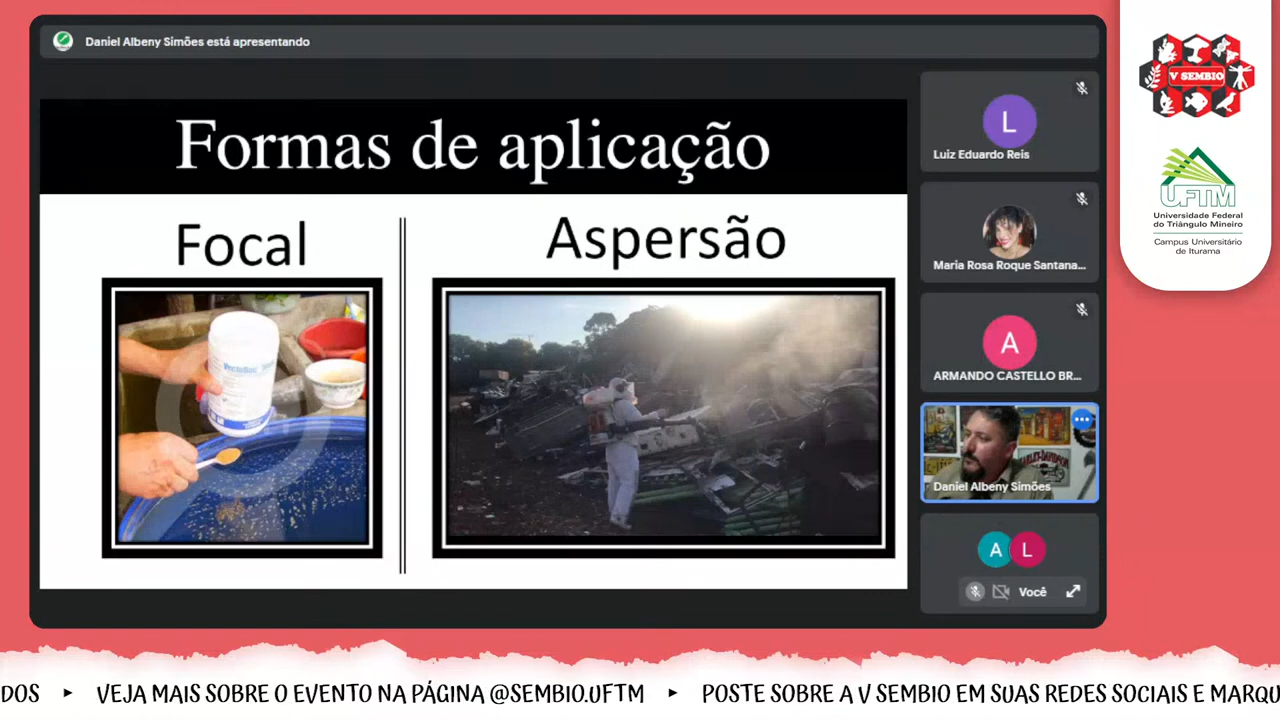 Daniel Albeny Simões está apresentando
Formas de aplicação
Focal
Aspersão
L
Luiz Eduardo Reis
Maria Rosa Roque Santana...
A
ARMANDO CASTELLO BR...
Daniel Albeny Simões
A
L
Você
V SEMBIO
UFTM
Universidade Federal
do Triângulo Mineiro
Campus Universitário
de Iturama
DOS ‣ VEJA MAIS SOBRE O EVENTO NA PÁGINA @SEMBIO.UFTM ‣ POSTE SOBRE A V SEMBIO EM SUAS REDES SOCIAIS E MARQU